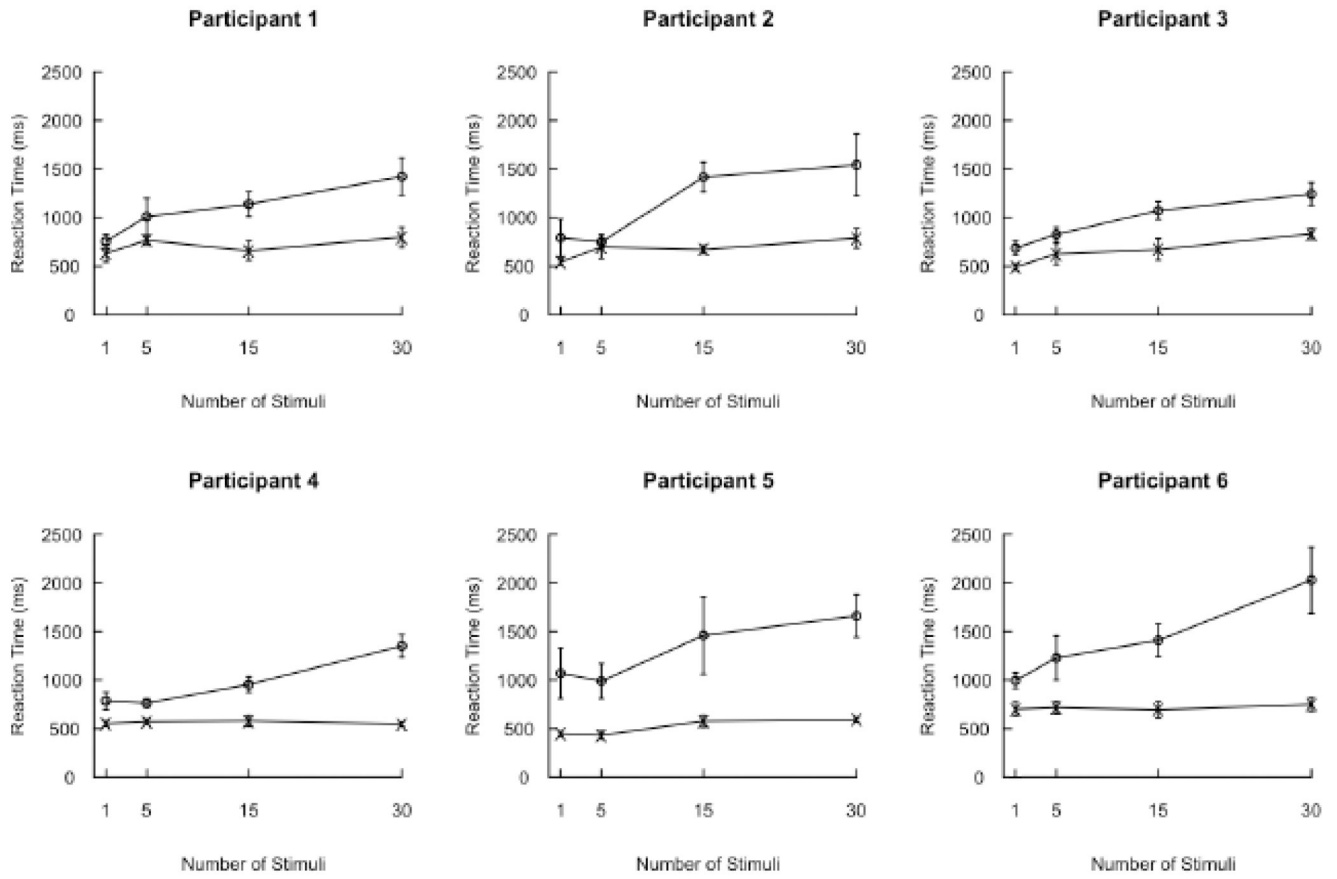 Participant 1
Participant 2
Participant 3
2500
2000
1500
1000
500
0
Reaction Time (ms)
1 5 15 30
Number of Stimuli
2500
2000
1500
1000
500
0
Reaction Time (ms)
1 5 15 30
Number of Stimuli
2500
2000
1500
1000
500
0
Reaction Time (ms)
1 5 15 30
Number of Stimuli
Participant 4
Participant 5
Participant 6
2500
2000
1500
1000
500
0
Reaction Time (ms)
1 5 15 30
Number of Stimuli
2500
2000
1500
1000
500
0
Reaction Time (ms)
1 5 15 30
Number of Stimuli
2500
2000
1500
1000
500
0
Reaction Time (ms)
1 5 15 30
Number of Stimuli